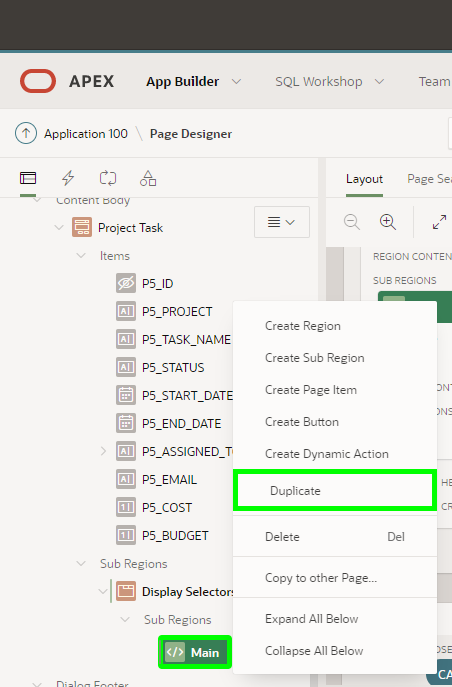 APEX App Builder SQL Workshop Team
Application 100 \ Page Designer
Layout Page Sea
Content Body
Project Task
REGION CONTEN
Items
SUB REGIONS
P5_ID
P5_PROJECT
Create Region
P5_TASK_NAME
Create Sub Region
P5_STATUS
Create Page Item
P5_START_DATE
Create Button
P5_END_DATE
Create Dynamic Action
P5_ASSIGNED_TO
P5_EMAIL
Duplicate
P5_COST
P5_BUDGET
Delete Del
Sub Regions
Copy to other Page...
Display Selectors
Sub Regions
Expand All Below
Main
Collapse All Below
Dialog Footer
CA